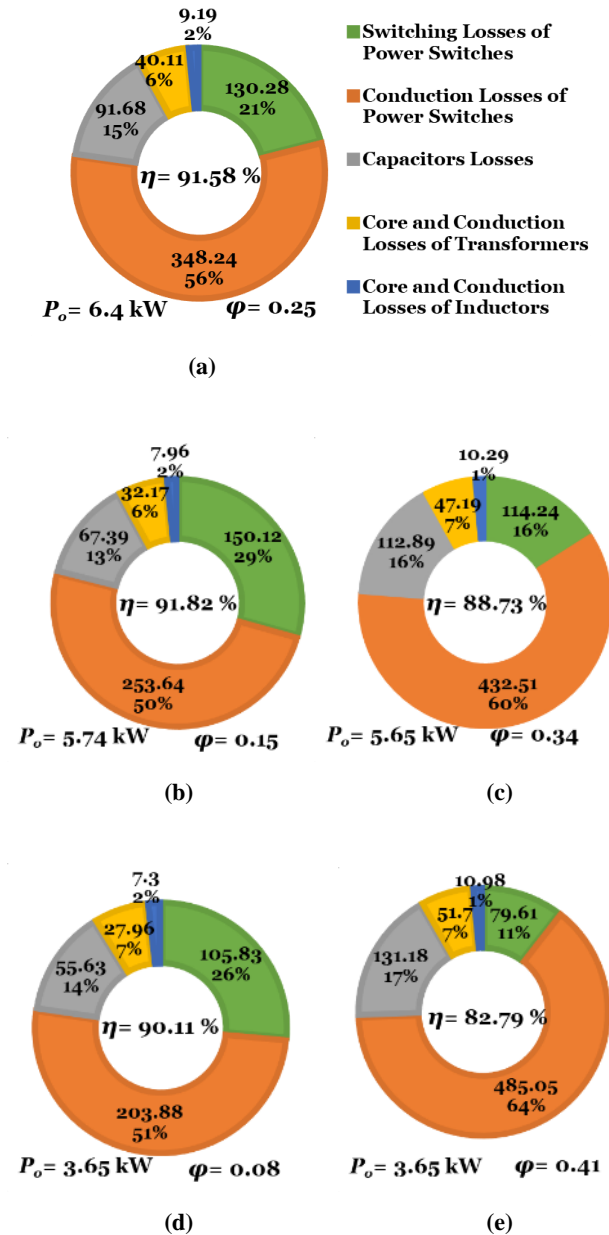 9.19
2%
40.11
6%
130.28
21%
91.68
15%
η= 91.58 %
348.24
56%
Pₒ= 6.4 kW
φ= 0.25
Switching Losses of
Power Switches
Conduction Losses of
Power Switches
Capacitors Losses
Core and Conduction
Losses of Transformers
Core and Conduction
Losses of Inductors
(a)
7.96
2%
32.17
6%
150.12
29%
67.39
13%
η= 91.82 %
253.64
50%
Pₒ= 5.74 kW
φ= 0.15
(b)
10.29
1%
47.19
7%
114.24
16%
112.89
16%
η= 88.73 %
432.51
60%
Pₒ= 5.65 kW
φ= 0.34
(c)
7.3
2%
27.96
7%
105.83
26%
55.63
14%
η= 90.11 %
203.88
51%
Pₒ= 3.65 kW
φ= 0.08
(d)
10.98
1%
51.7
7%
79.61
11%
131.18
17%
η= 82.79 %
485.05
64%
Pₒ= 3.65 kW
φ= 0.41
(e)